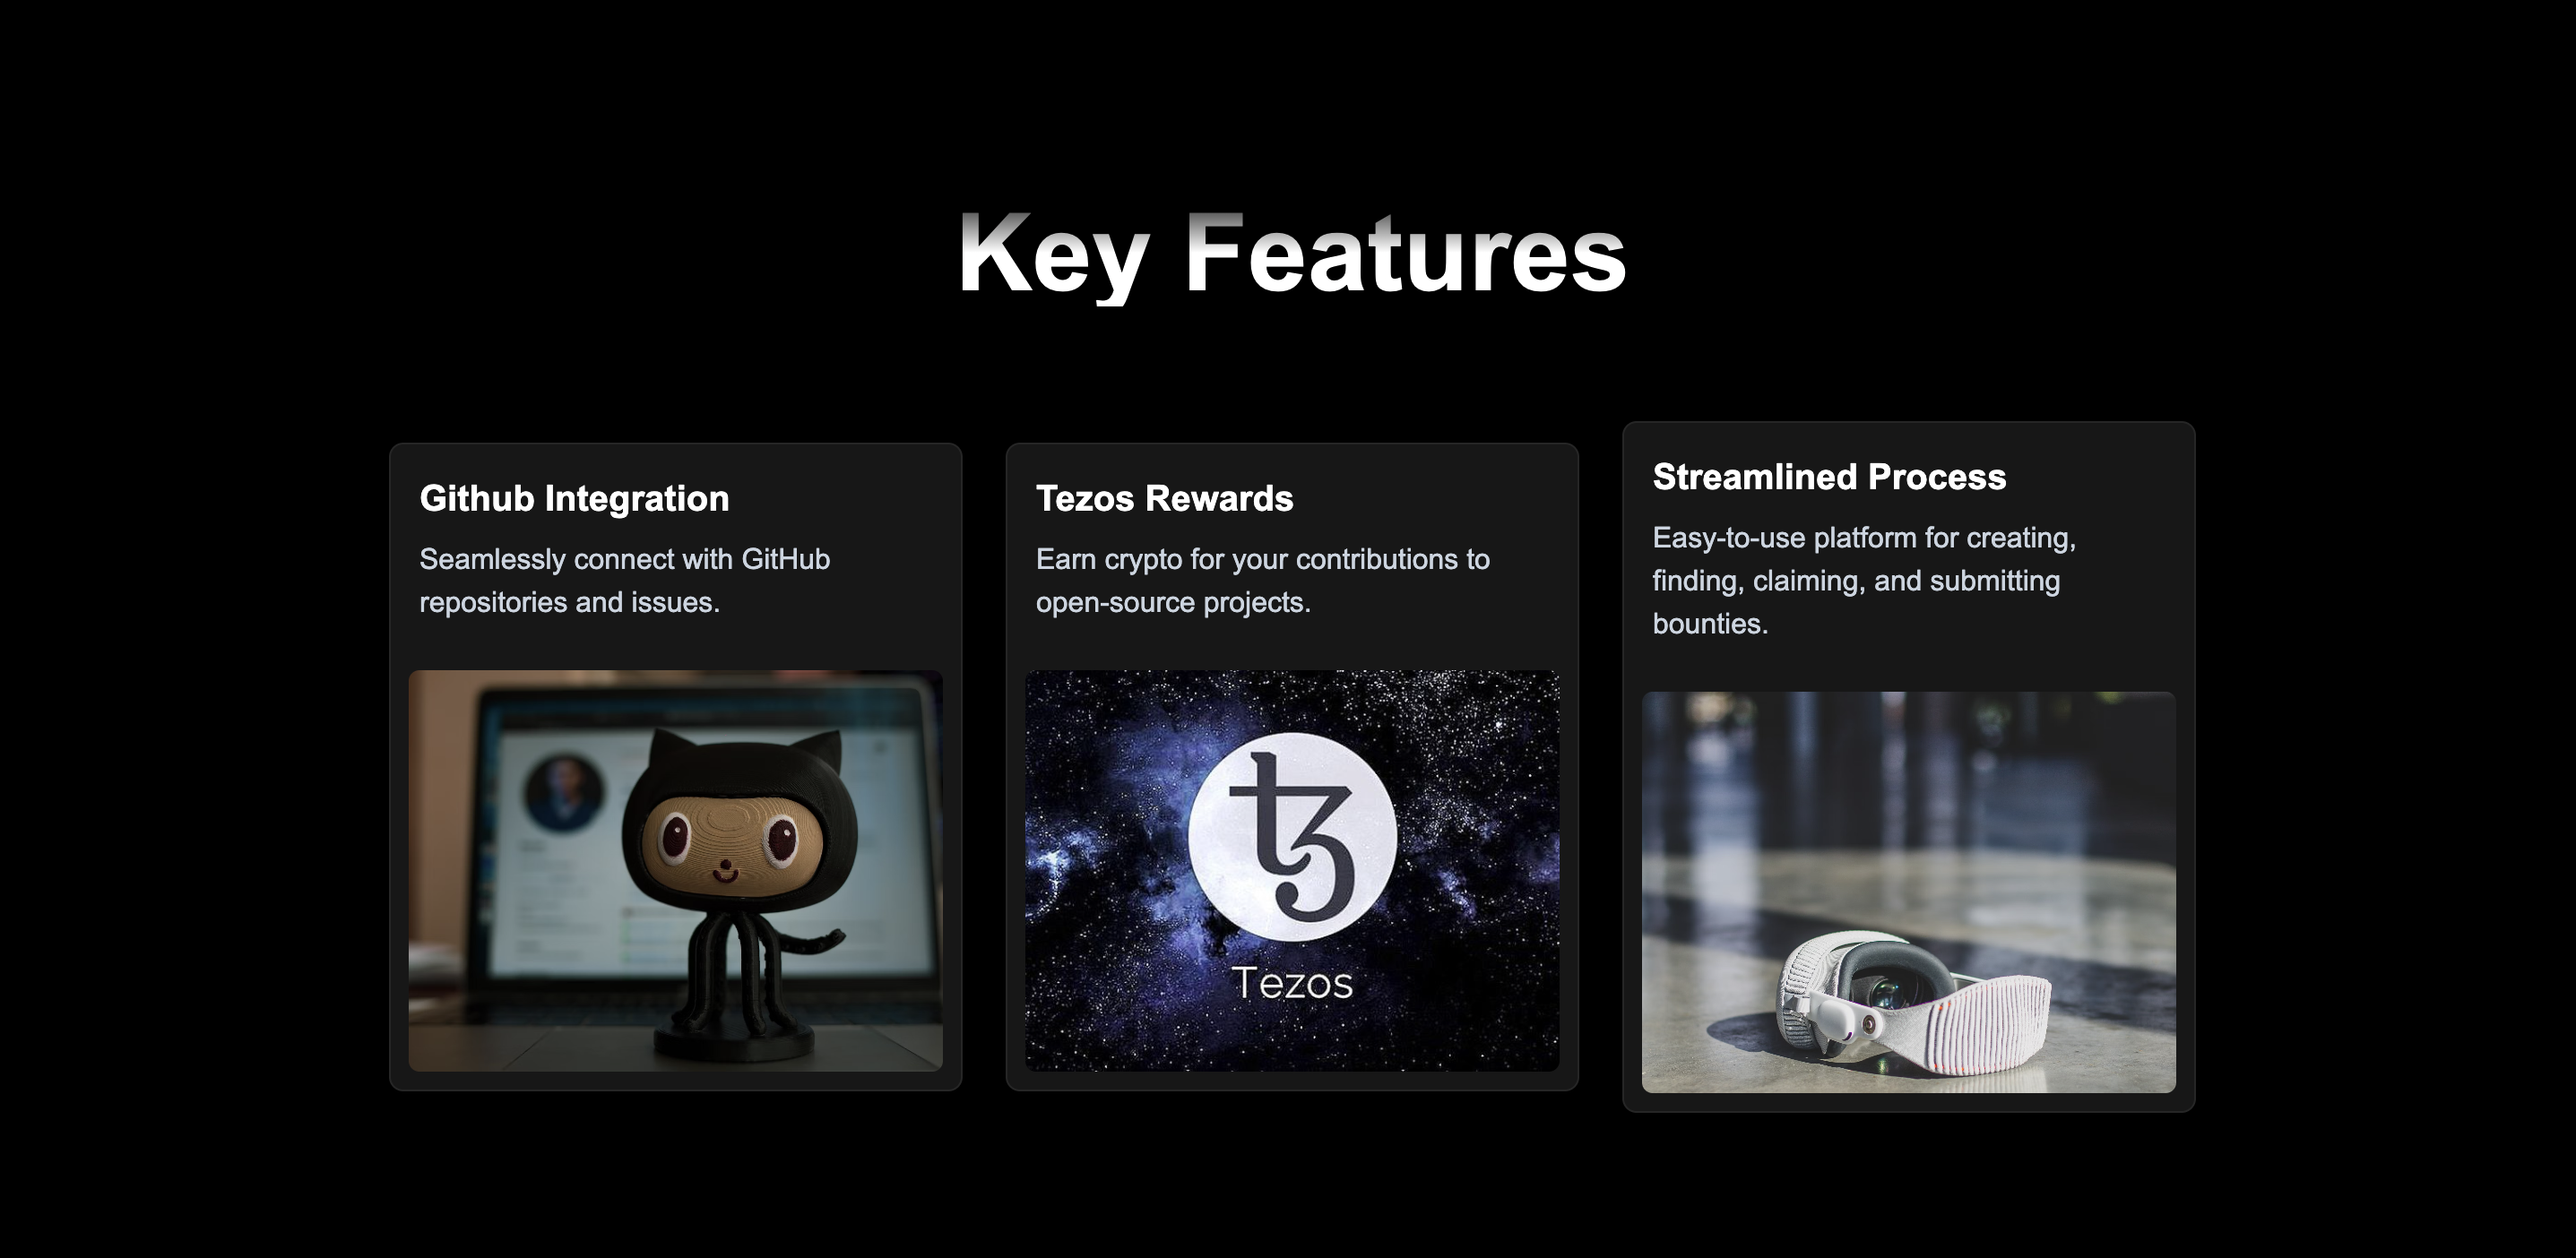 Key Features
Github Integration
Seamlessly connect with GitHub
repositories and issues.
Tezos Rewards
Earn crypto for your contributions to
open-source projects.
Tezos
Streamlined Process
Easy-to-use platform for creating,
finding, claiming, and submitting
bounties.